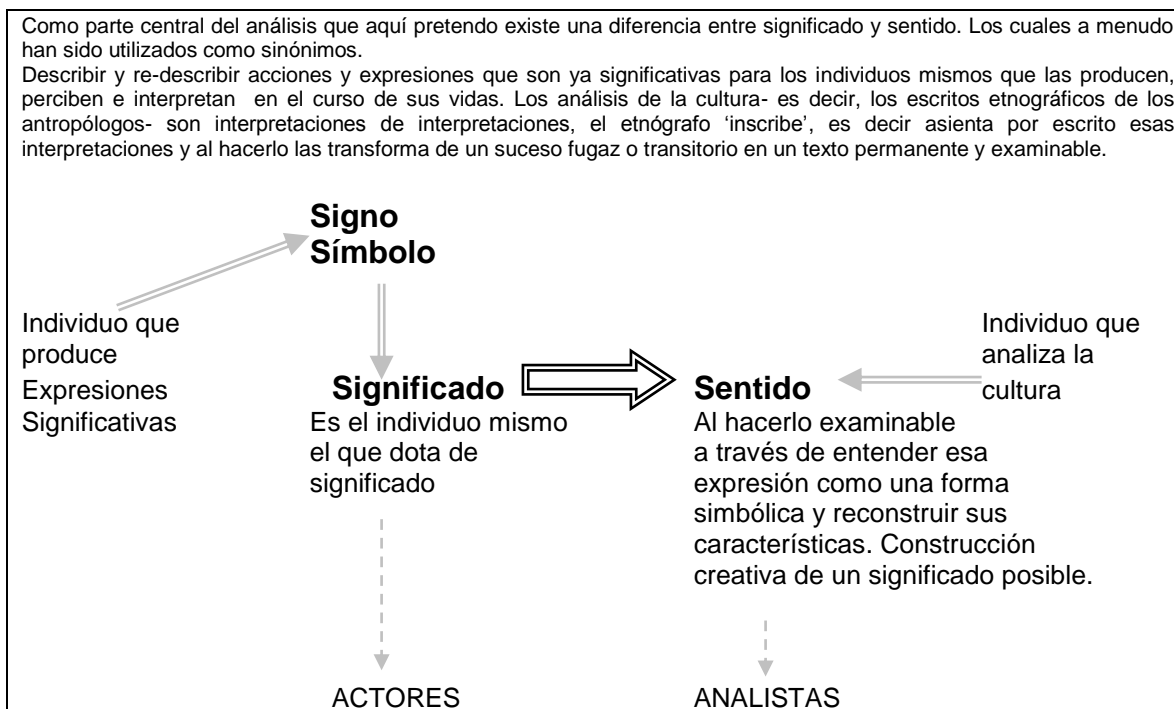 Como parte central del análisis que aquí pretendo existe una diferencia entre significado y sentido. Los cuales a menudo
han sido utilizados como sinónimos.
Describir y re-describir acciones y expresiones que son ya significativas para los individuos mismos que las producen,
perciben e interpretan en el curso de sus vidas. Los análisis de la cultura- es decir, los escritos etnográficos de los
antropólogos- son interpretaciones de interpretaciones, el etnógrafo ‘inscribe’, es decir asienta por escrito esas
interpretaciones y al hacerlo las transforma de un suceso fugaz o transitorio en un texto permanente y examinable.
Signo
Símbolo
Individuo que
produce
Expresiones
Significativas
Individuo que
analiza la
cultura
Significado
Es el individuo mismo
el que dota de
significado
Sentido
Al hacerlo examinable
a través de entender esa
expresión como una forma
simbólica y reconstruir sus
características. Construcción
creativa de un significado posible.
ACTORES
ANALISTAS